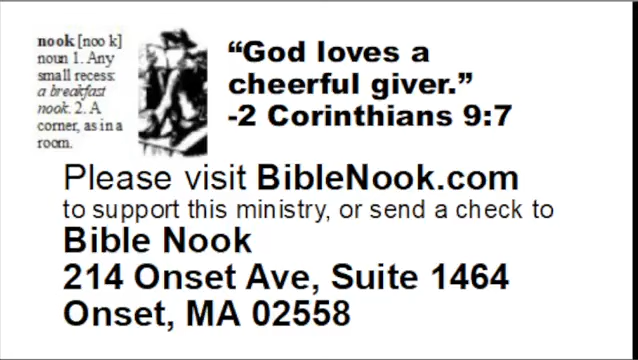 nook [noo k]
noun 1. Any
small recess:
a breakfast
nook. 2. A
corner, as in a
room.
“God loves a
cheerful giver.”
-2 Corinthians 9:7
Please visit BibleNook.com
to support this ministry, or send a check to
Bible Nook
214 Onset Ave, Suite 1464
Onset, MA 02558